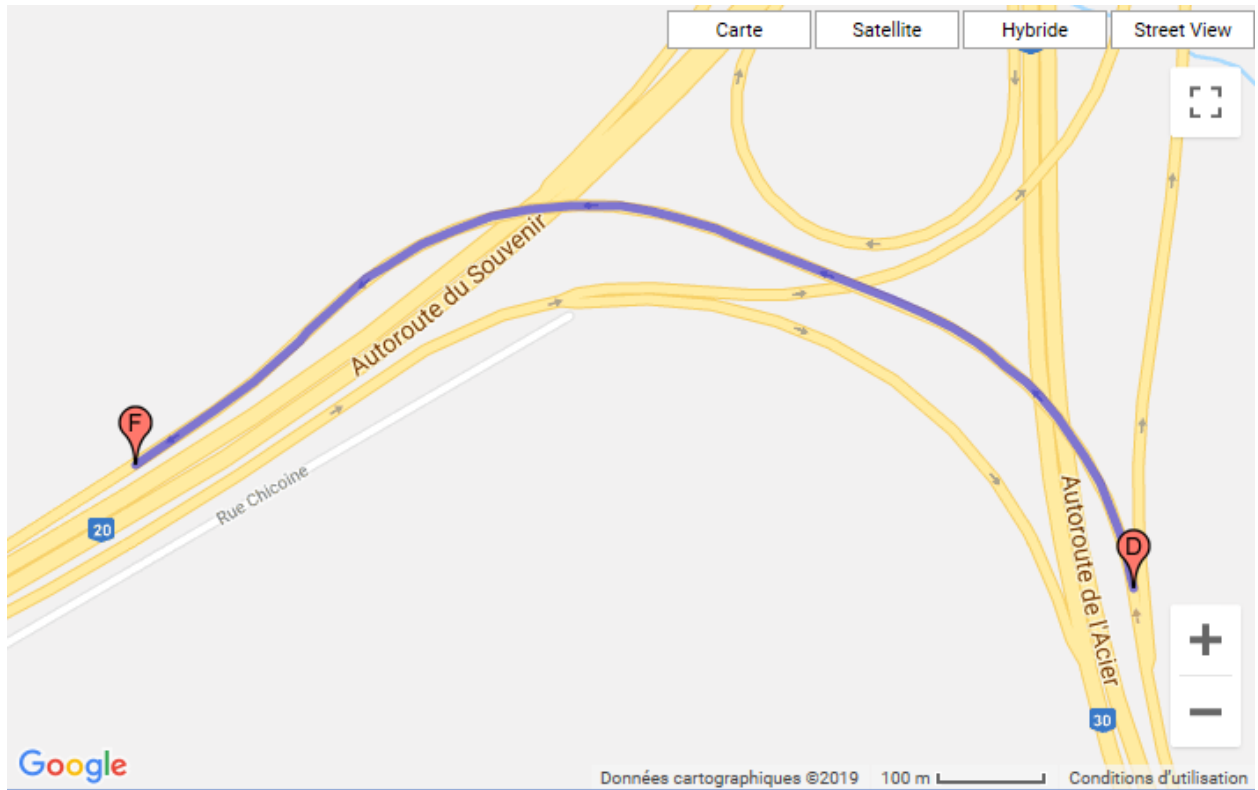 Carte
Satellite
Hybride
Street View
Autoroute du Souvenir
F
Rue Chicoine
20
D
Autoroute de l'Acier
30
Google
Données cartographiques ©2019
100 m
Conditions d'utilisation